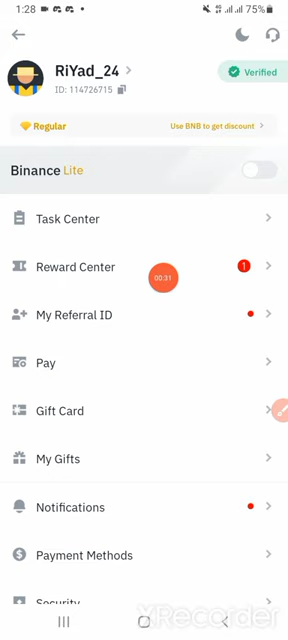 1:28 75%
RiYad_24
ID: 114726715
Verified
Regular Use BNB to get discount
Binance Lite
Task Center
Reward Center 1
00:31
My Referral ID
Pay
Gift Card
My Gifts
Notifications
Payment Methods
Security
XRecorder